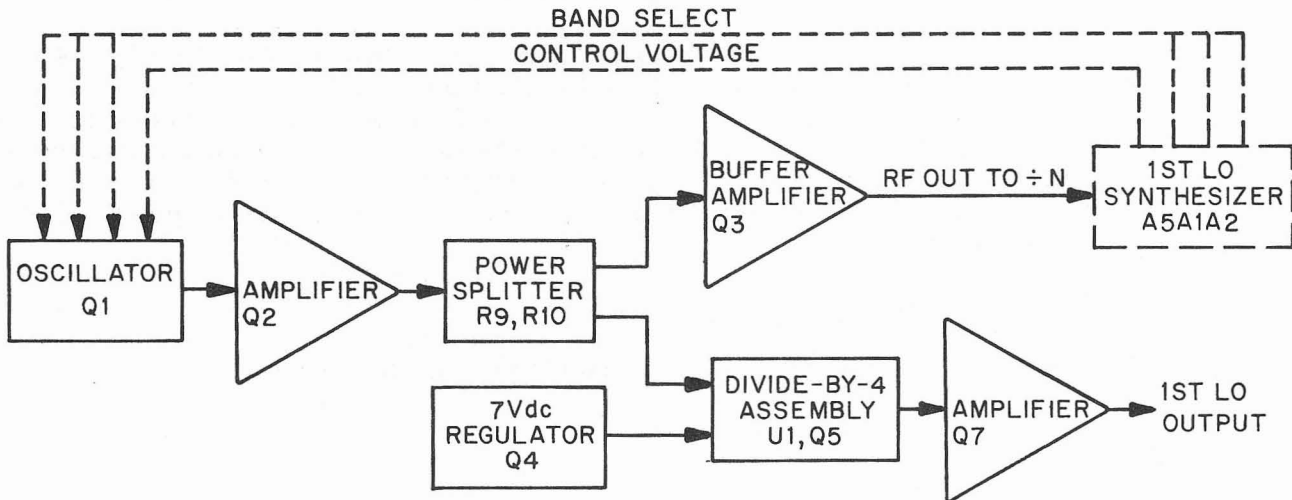 BAND SELECT
CONTROL VOLTAGE
OSCILLATOR
Q1
AMPLIFIER
Q2
POWER
SPLITTER
R9, R10
BUFFER
AMPLIFIER
Q3
RF OUT TO ÷ N
1ST LO
SYNTHESIZER
A5A1A2
7Vdc
REGULATOR
Q4
DIVIDE-BY-4
ASSEMBLY
U1, Q5
AMPLIFIER
Q7
1ST LO
OUTPUT